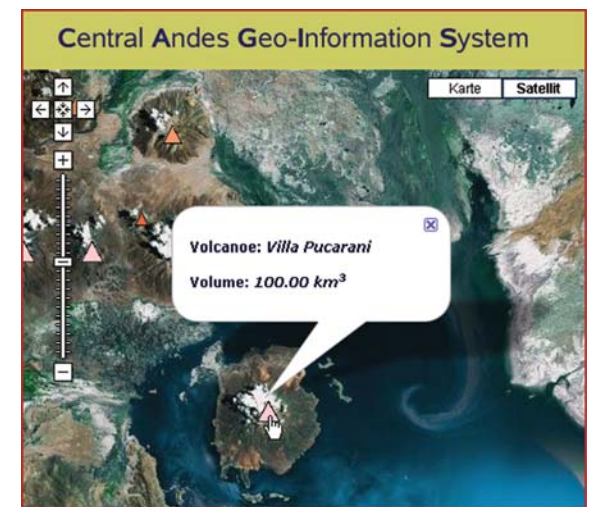 Central Andes Geo-Information System
Karte Satellit
Volcanoe: Villa Pucarani
Volume: 100.00 km³